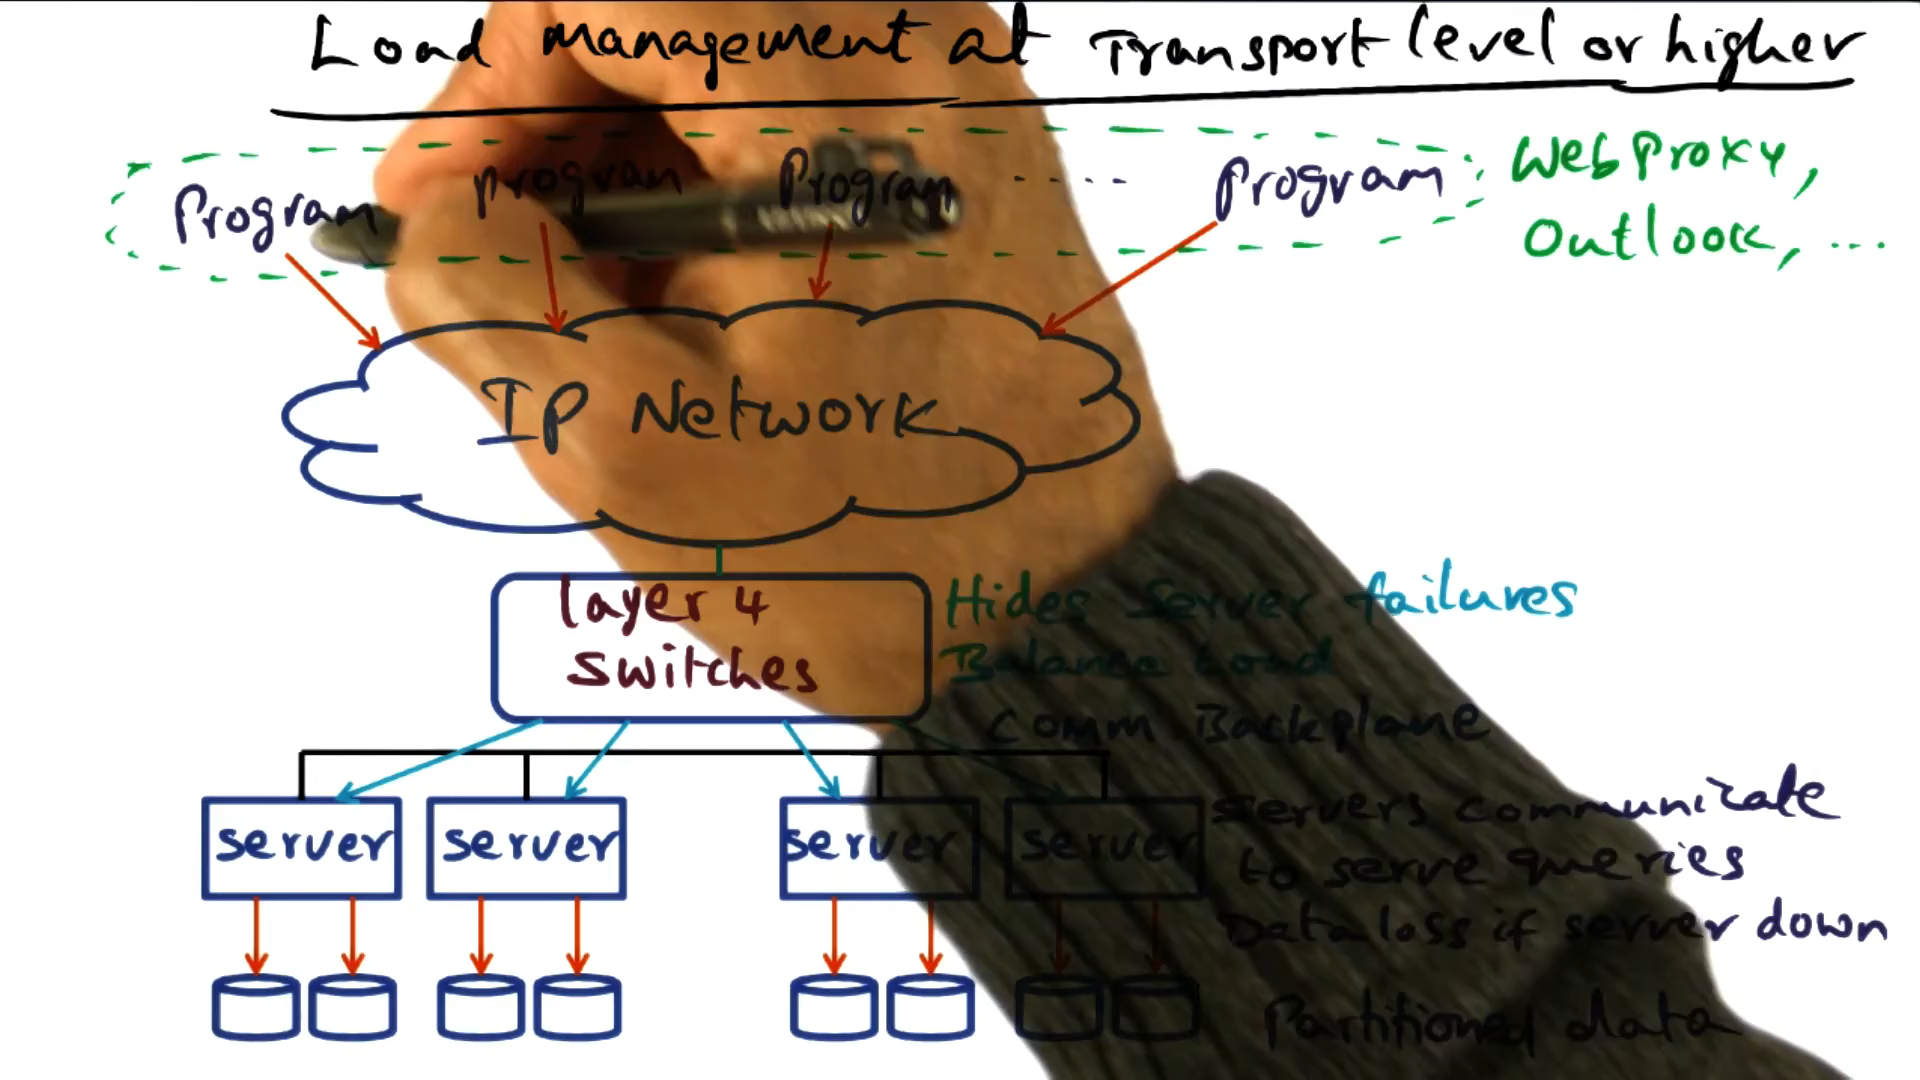 Load management at Transport level or higher
Program program Program ..... Program
WebProxy,
Outlook, ...
IP Network
layer 4
switches
Hides Server failures
Balance Load
Comm Backplane
server server server server
servers communicate
to serve queries
Data loss if server down
Partitioned data